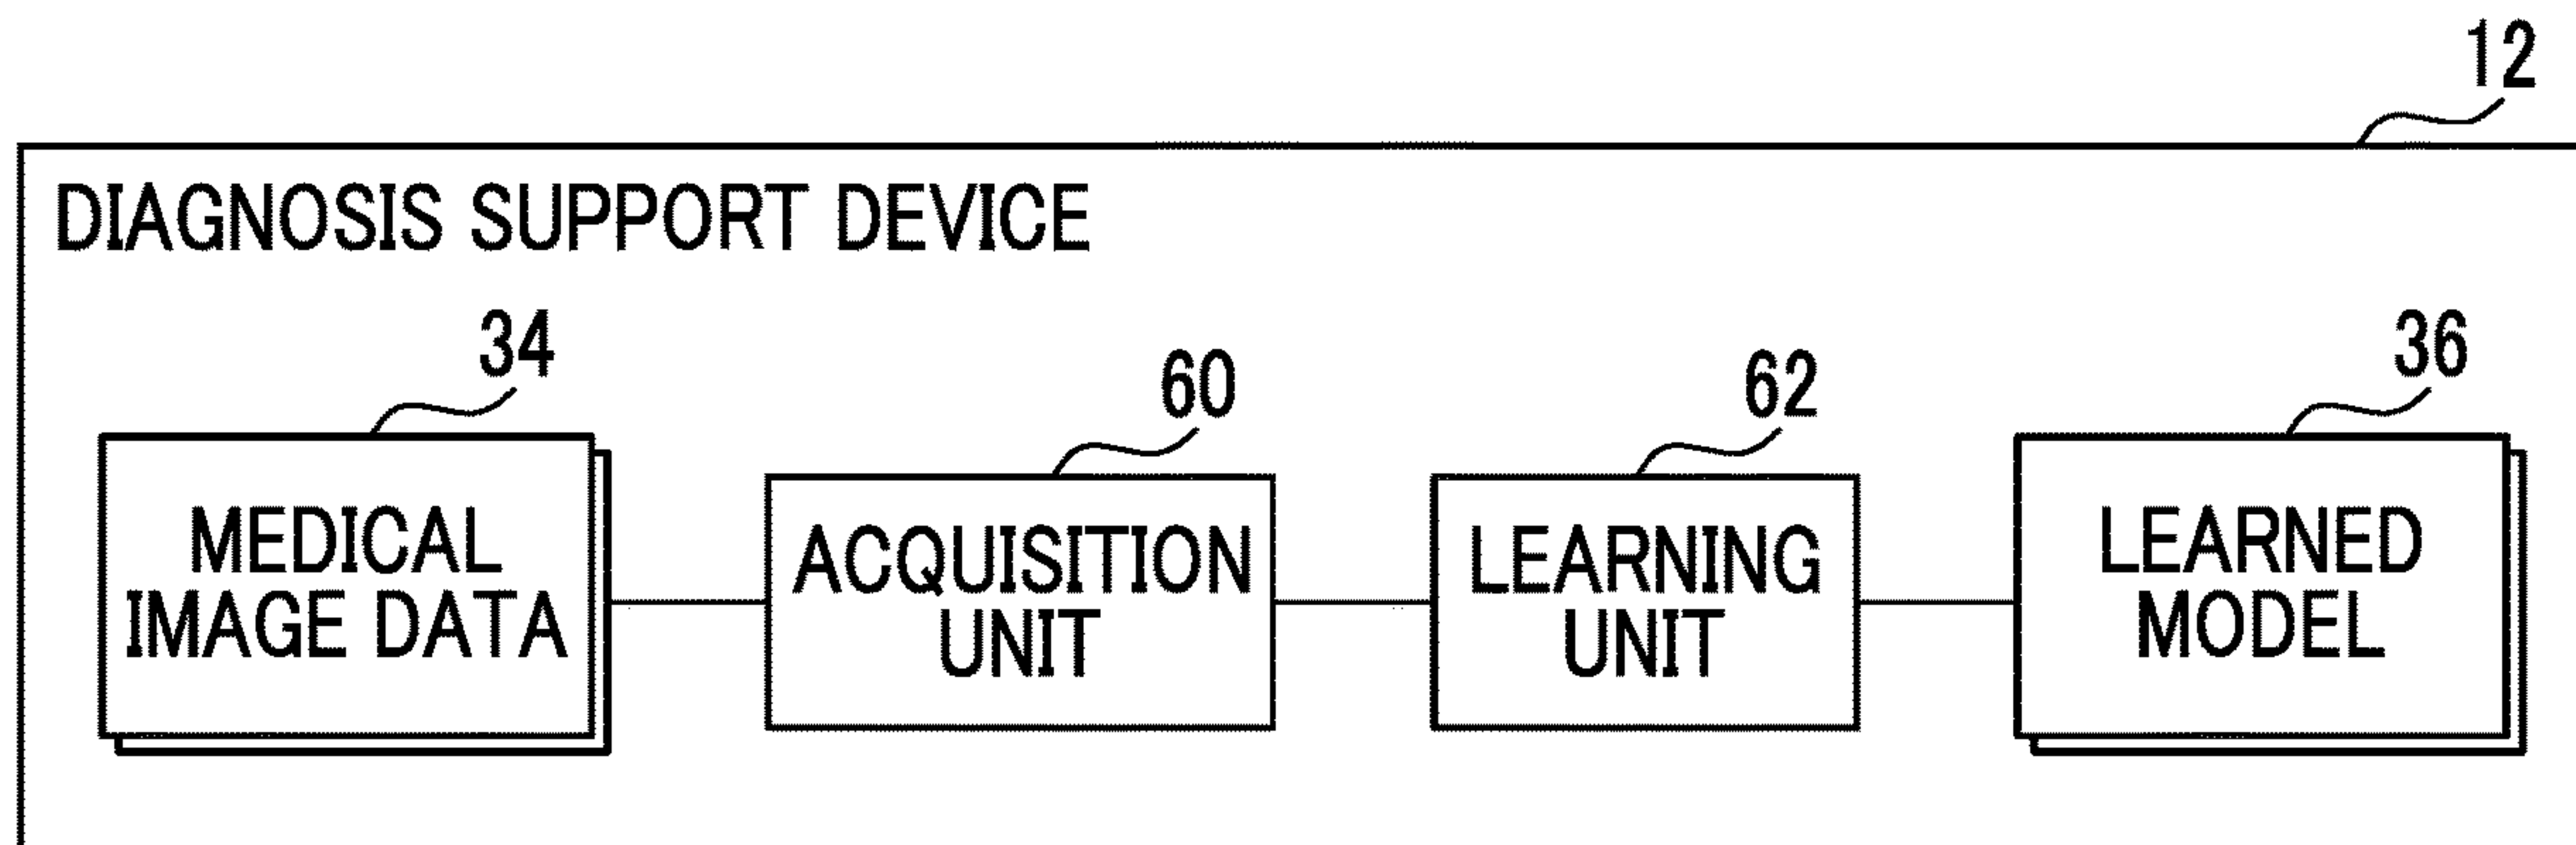 12
DIAGNOSIS SUPPORT DEVICE
34
60
62
36
MEDICAL
IMAGE DATA
ACQUISITION
UNIT
LEARNING
UNIT
LEARNED
MODEL